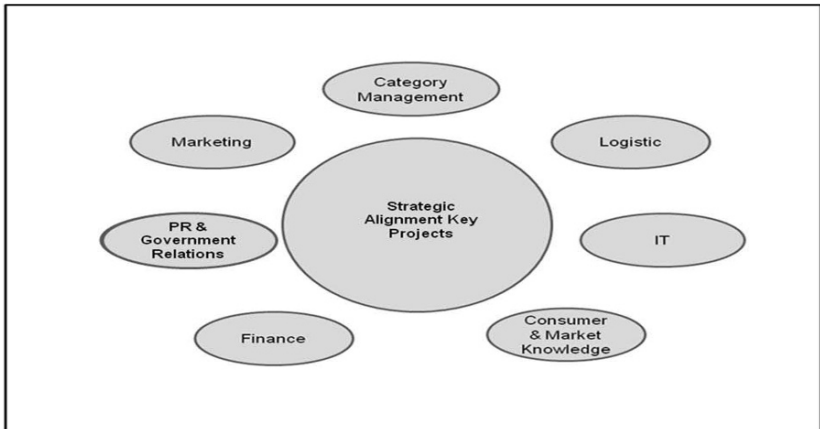 Category
Management
Marketing
Logistic
Strategic
Alignment Key
Projects
PR &
Government
Relations
IT
Finance
Consumer
& Market
Knowledge